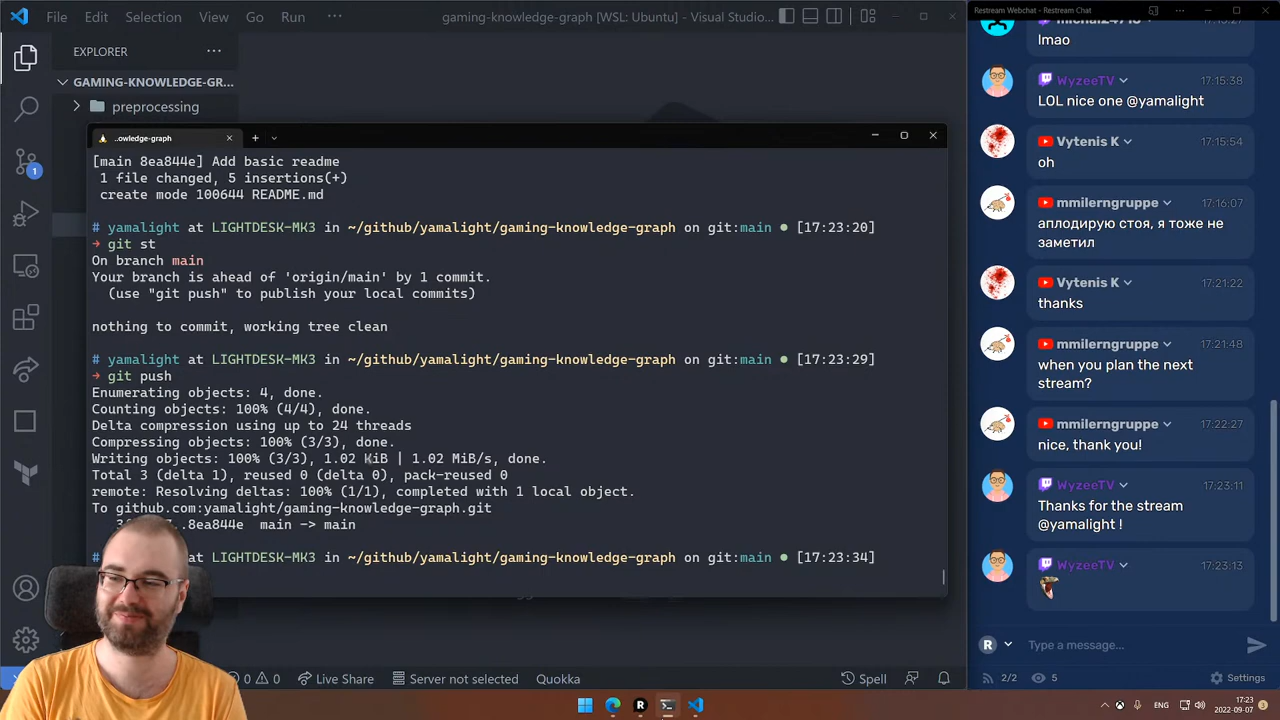 File Edit Selection View Go Run ···
gaming-knowledge-graph [WSL: Ubuntu] - Visual Studio...
EXPLORER ···
GAMING-KNOWLEDGE-GR...
preprocessing
..owledge-graph
[main 8ea844e] Add basic readme
1 file changed, 5 insertions(+)
create mode 100644 README.md
# yamalight at LIGHTDESK-MK3 in ~/github/yamalight/gaming-knowledge-graph on git:main ● [17:23:20]
→ git st
On branch main
Your branch is ahead of 'origin/main' by 1 commit.
(use "git push" to publish your local commits)
nothing to commit, working tree clean
# yamalight at LIGHTDESK-MK3 in ~/github/yamalight/gaming-knowledge-graph on git:main ● [17:23:29]
→ git push
Enumerating objects: 4, done.
Counting objects: 100% (4/4), done.
Delta compression using up to 24 threads
Compressing objects: 100% (3/3), done.
Writing objects: 100% (3/3), 1.02 KiB | 1.02 MiB/s, done.
Total 3 (delta 1), reused 0 (delta 0), pack-reused 0
remote: Resolving deltas: 100% (1/1), completed with 1 local object.
To github.com:yamalight/gaming-knowledge-graph.git
..8ea844e main -> main
# at LIGHTDESK-MK3 in ~/github/yamalight/gaming-knowledge-graph on git:main ● [17:23:34]
1
0 0 Live Share Server not selected Quokka Spell
Restream Webchat - Restream Chat
17:15:27
lmao
WyzeeTV 17:15:38
LOL nice one @yamalight
Vytenis K 17:15:54
oh
mmilerngruppe 17:16:07
аплодирую стоя, я тоже не
заметил
Vytenis K 17:21:22
thanks
mmilerngruppe 17:21:48
when you plan the next
stream?
mmilerngruppe 17:22:27
nice, thank you!
WyzeeTV 17:23:11
Thanks for the stream
@yamalight !
WyzeeTV 17:23:13
R Type a message...
2/2 5 Settings
R ENG 17:23
2022-09-07 3